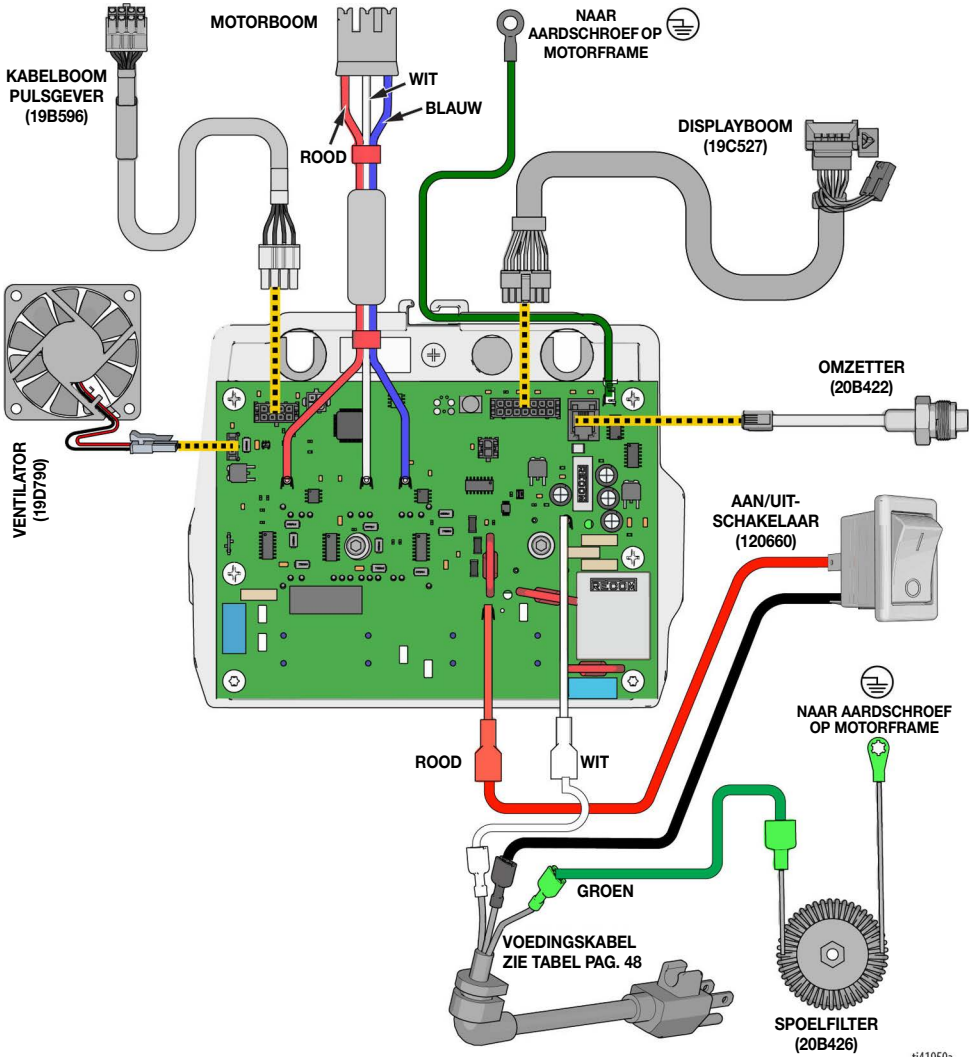 MOTORBOOM
NAAR
AARDSCHROEF OP
MOTORFRAME
KABELBOOM
PULSGEVER
(19B596)
WIT
BLAUW
ROOD
DISPLAYBOOM
(19C527)
OMZETTER
(20B422)
VENTILATOR
(19D790)
AAN/UIT-
SCHAKELAAR
(120660)
RECOM
NAAR AARDSCHROEF
OP MOTORFRAME
ROOD
WIT
GROEN
VOEDINGSKABEL
ZIE TABEL PAG. 48
SPOELFILTER
(20B426)